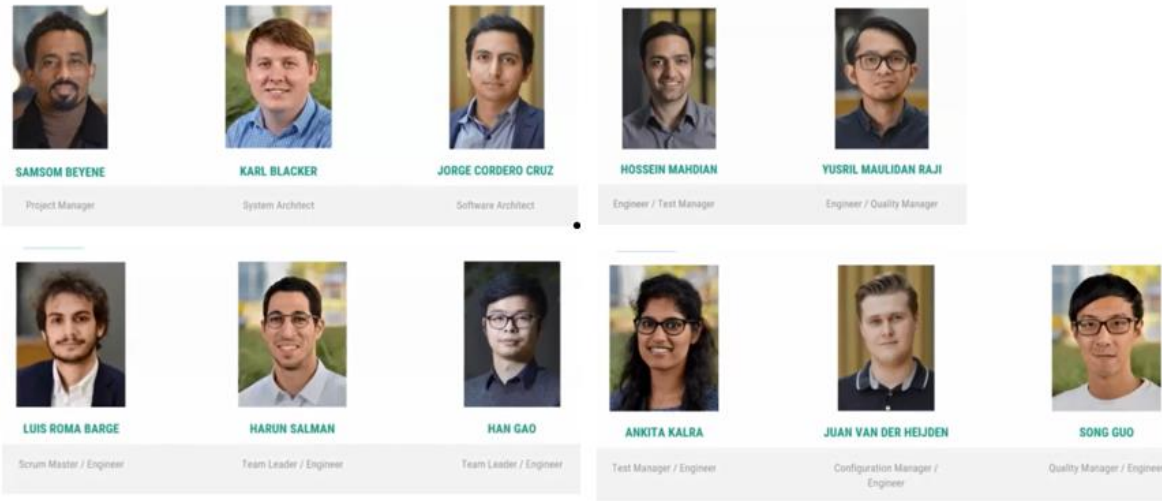 SAMSOM BEYENE
Project Manager
KARL BLACKER
System Architect
JORGE CORDERO CRUZ
Software Architect
HOSSEIN MAHDIAN
Engineer / Test Manager
YUSRIL MAULIDAN RAJI
Engineer / Quality Manager
LUIS ROMA BARGE
Scrum Master / Engineer
HARUN SALMAN
Team Leader / Engineer
HAN GAO
Team Leader / Engineer
ANKITA KALRA
Test Manager / Engineer
JUAN VAN DER HEIJDEN
Configuration Manager /
Engineer
SONG GUO
Quality Manager / Engineer